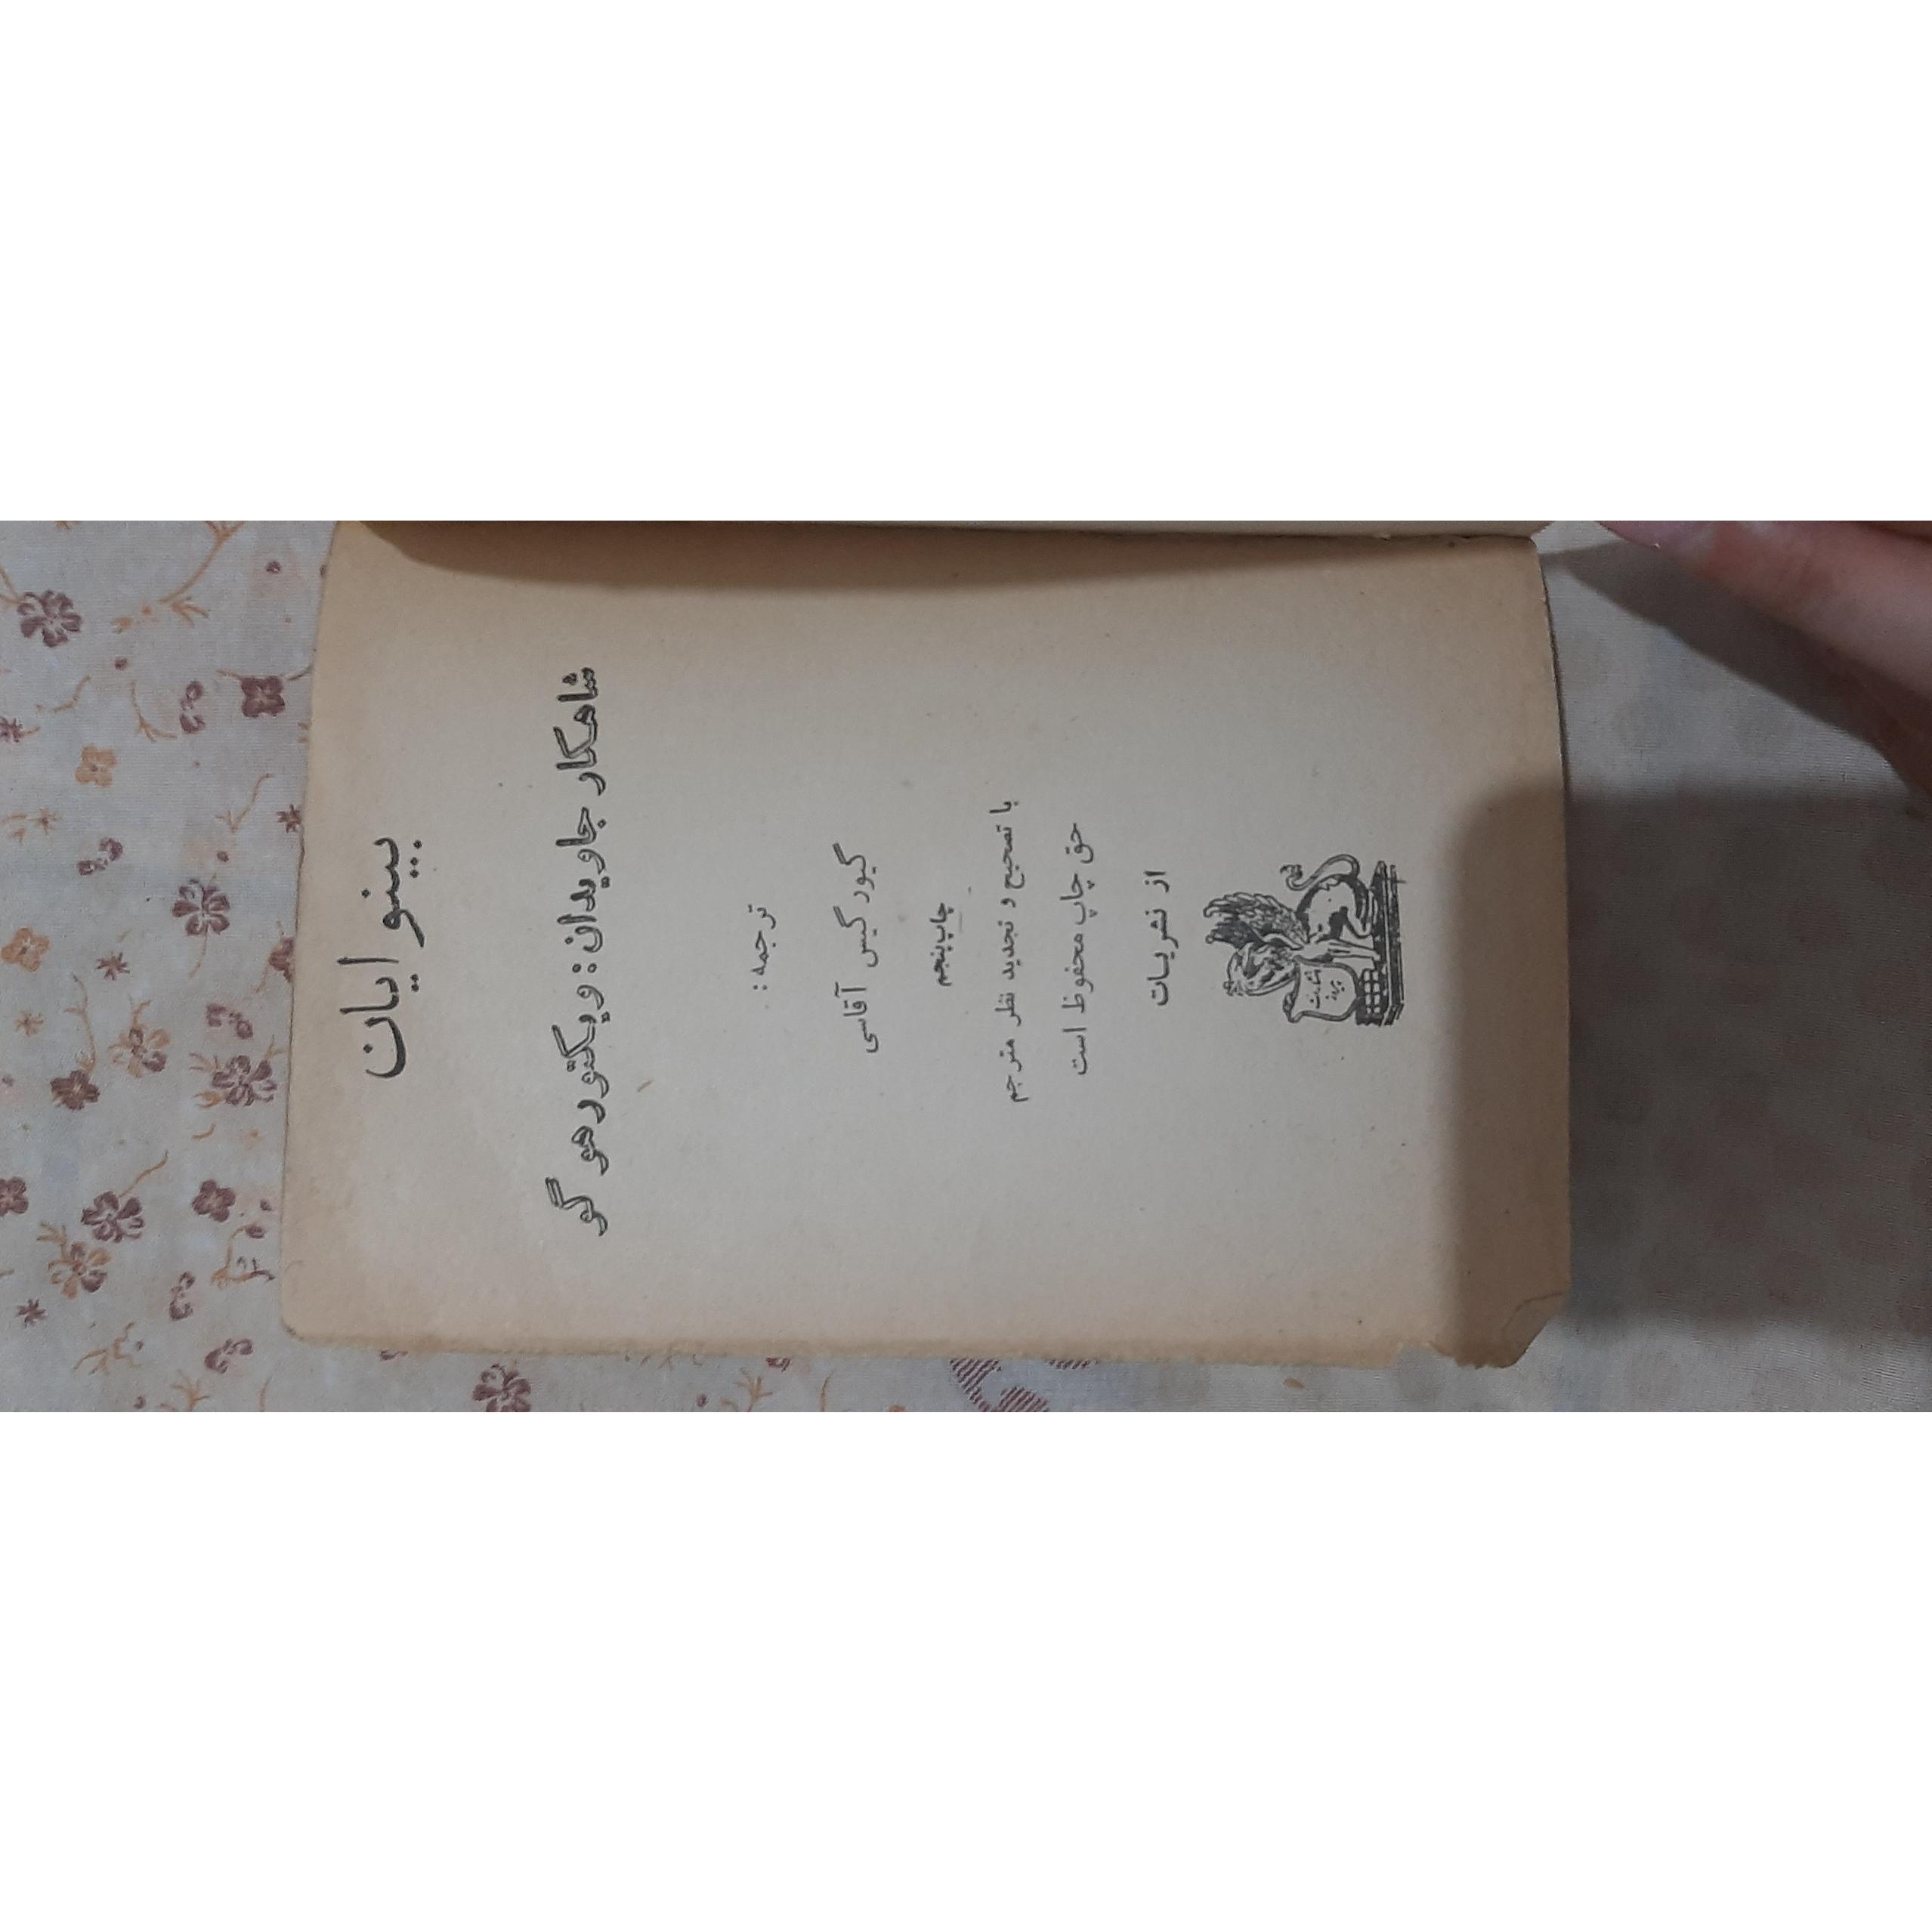 بینوایان
شاهکار جاویدان : ویکتور هوگو
ترجمه :
گیورگیس آقاسی
چاپ پنجم
با تصحیح و تجدید نظر مترجم
حق چاپ محفوظ است
از نشریات